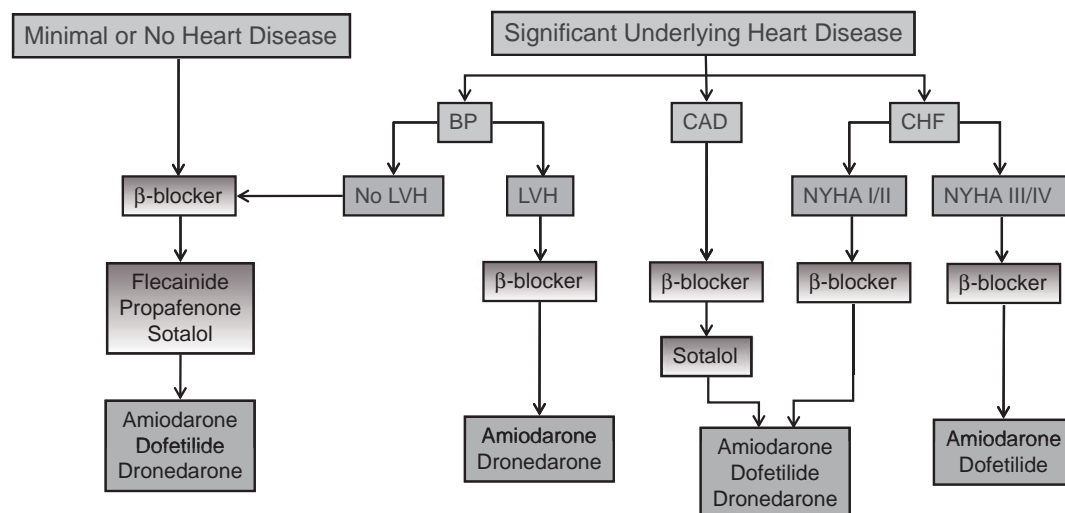 Minimal or No Heart Disease
Significant Underlying Heart Disease
BP
CAD
CHF
β-blocker
No LVH
LVH
NYHA I/II
NYHA III/IV
Flecainide
Propafenone
Sotalol
β-blocker
β-blocker
β-blocker
β-blocker
Sotalol
Amiodarone
Dofetilide
Dronedarone
Amiodarone
Dronedarone
Amiodarone
Dofetilide
Dronedarone
Amiodarone
Dofetilide